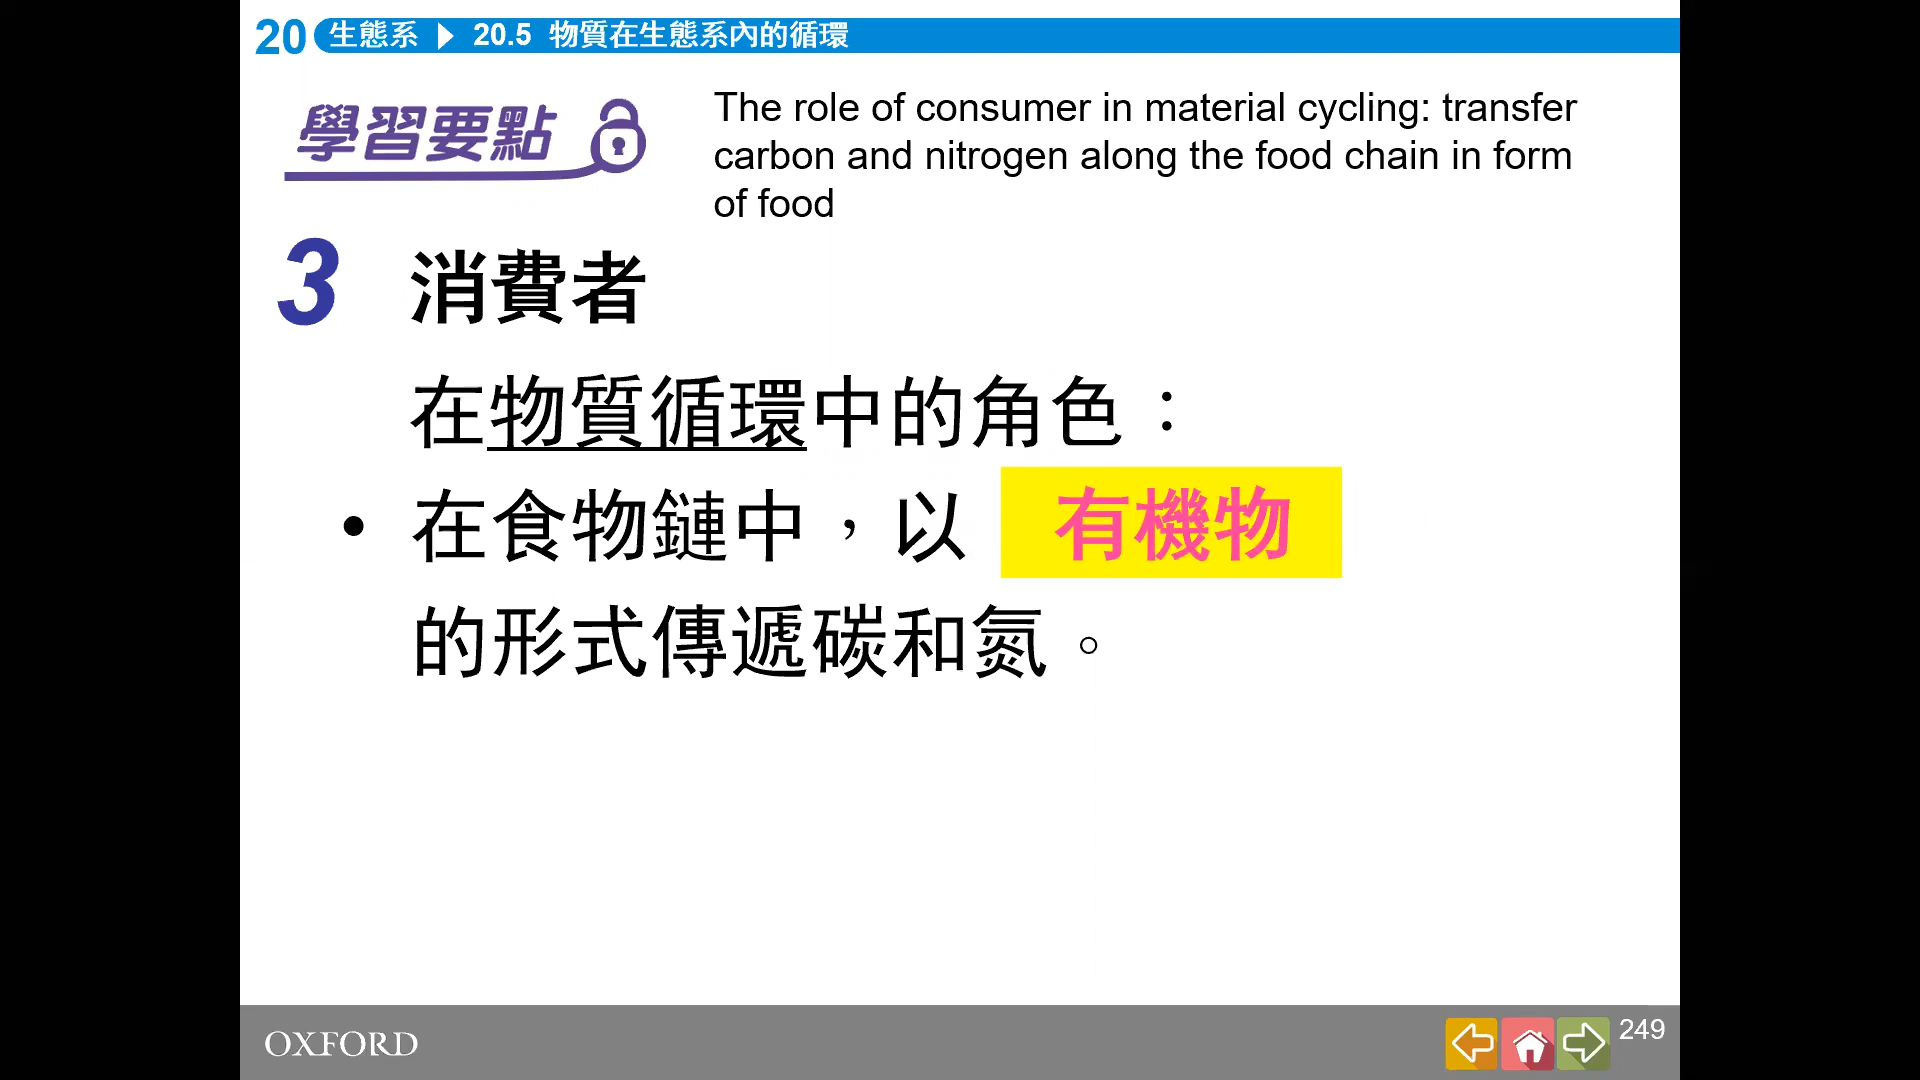 20 生態系 20.5 物質在生態系內的循環
學習要點
The role of consumer in material cycling: transfer
carbon and nitrogen along the food chain in form
of food
3 消費者
在物質循環中的角色：
• 在食物鏈中，以 有機物
的形式傳遞碳和氮。
OXFORD
249